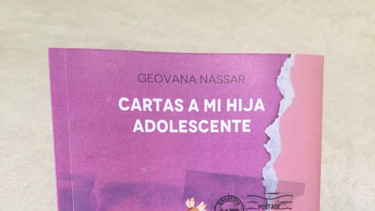 GEOVANA NASSAR
CARTAS A MI HIJA
ADOLESCENTE
POSTAGE